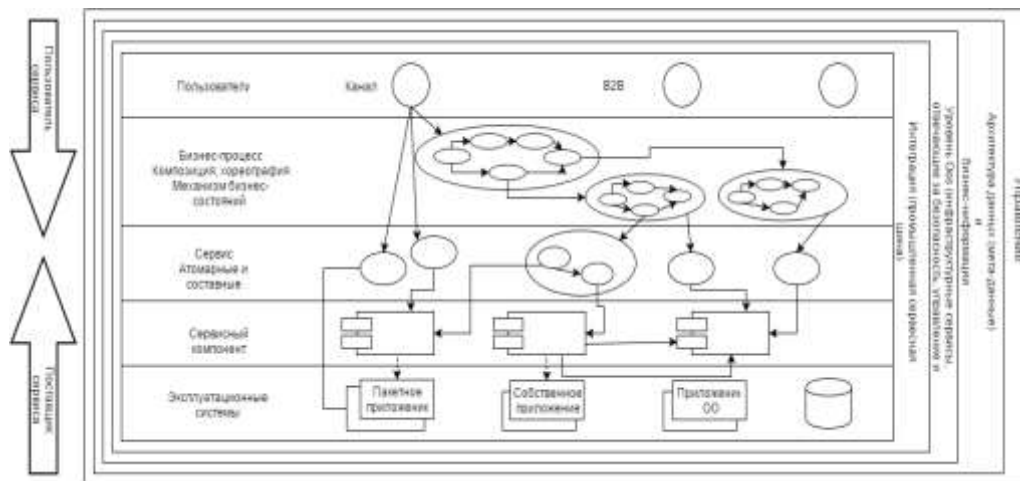 Пользователь
сервиса
Поставщик
сервиса
Пользователи
Канал
B2B
Бизнес-процесс
Композиция, хореография
Механизм бизнес-
состояний
Сервис
Атомарные и
составные
Сервисный
компонент
Эксплуатационные
системы
Пакетное
приложение
Собственное
приложение
Приложения
ОО
Интеграция (промышленная сервисная
шина)
Уровень QoS (инфраструктурные сервисы,
отвечающие за безопасность, управление и
Архитектура данных (мета-данные)
и
бизнес-информации
Управление